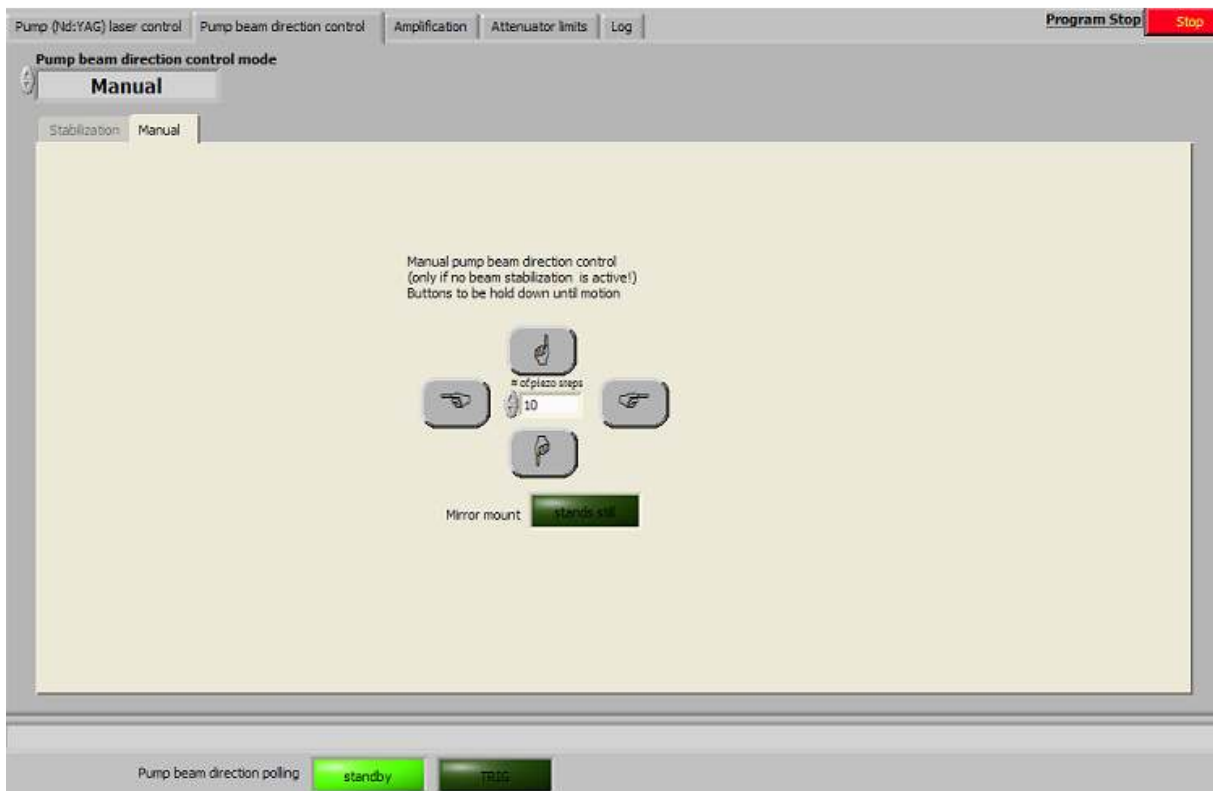 Pump (Nd:YAG) laser control Pump beam direction control Amplification Attenuator limits Log Program Stop Stop
Pump beam direction control mode
Manual
Stabilization Manual
Manual pump beam direction control
(only if no beam stabilization is active!)
Buttons to be hold down until motion
# of piezo steps
10
Mirror mount stands still
Pump beam direction polling standby TRIG